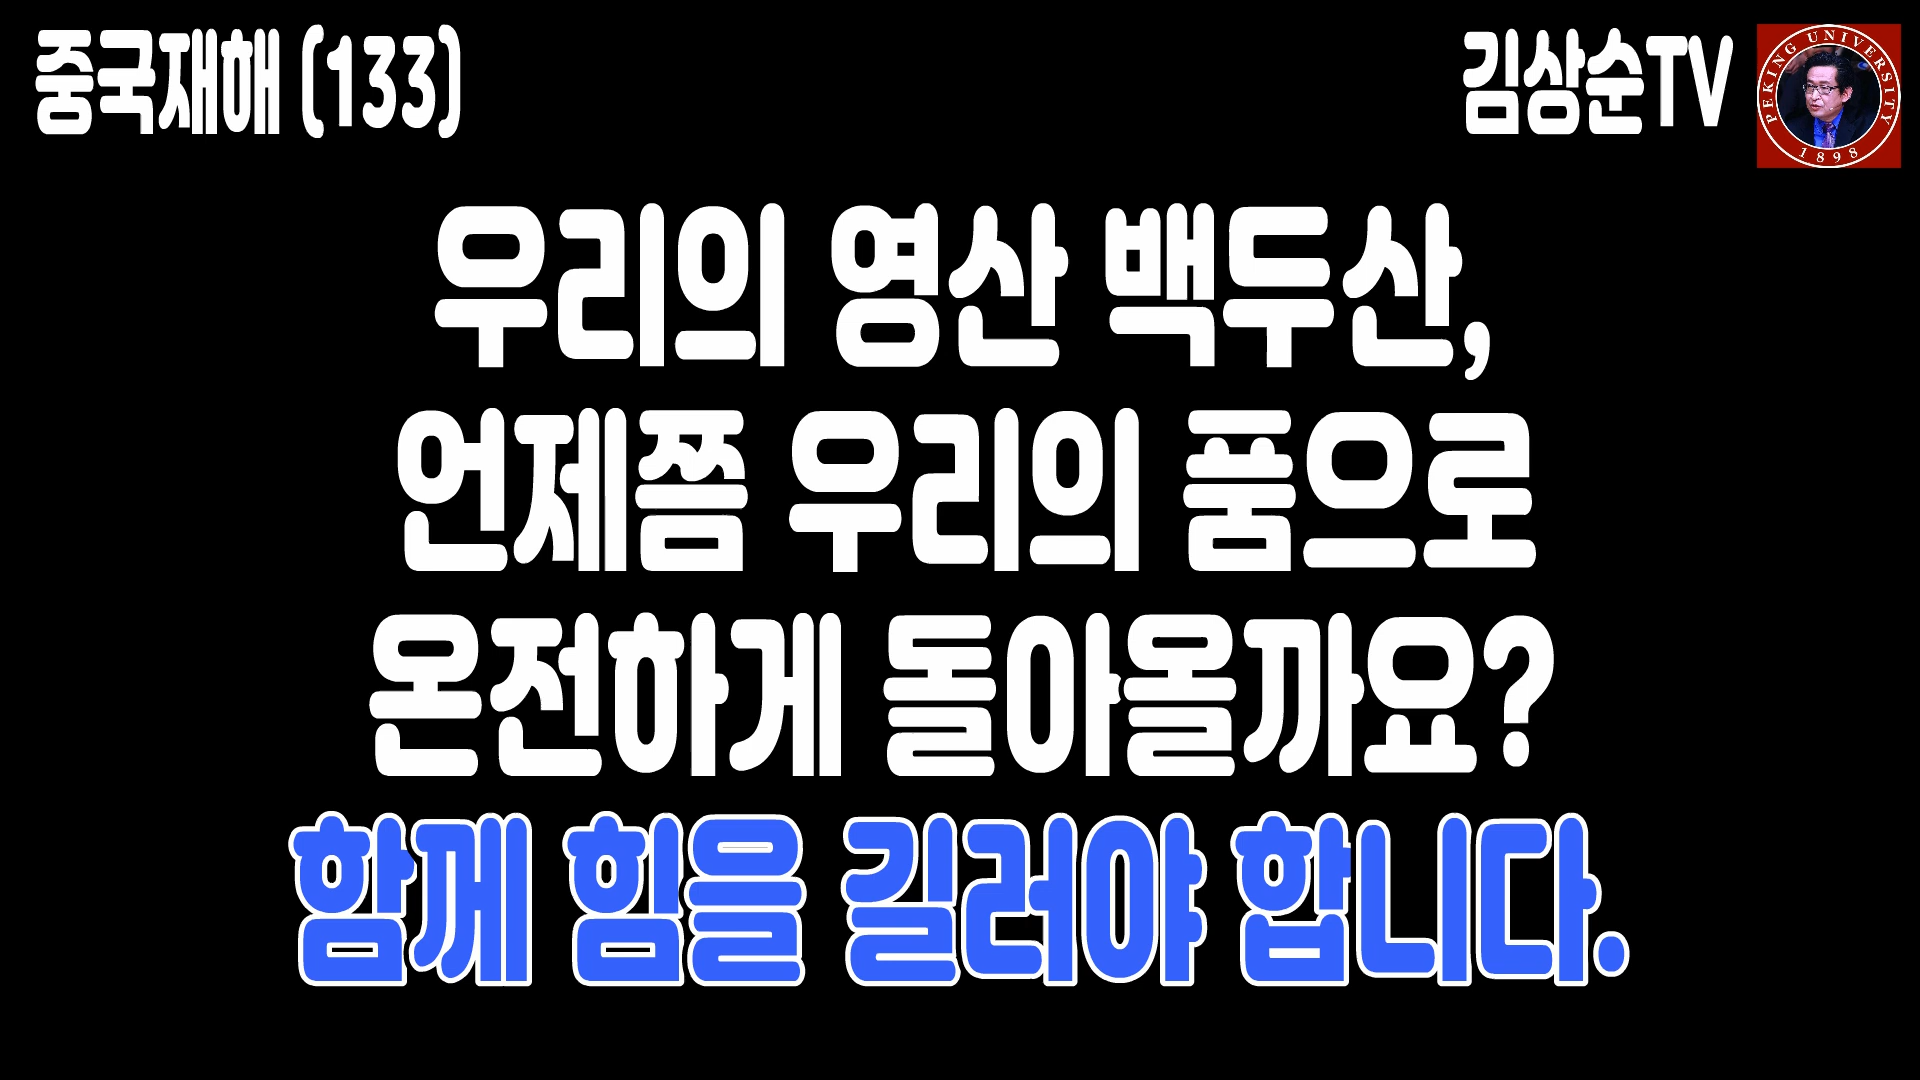 중국재해 (133)
김상순TV
PEKING UNIVERSITY
1898
우리의 영산 백두산,
언제쯤 우리의 품으로
온전하게 돌아올까요?
함께 힘을 길러야 합니다.